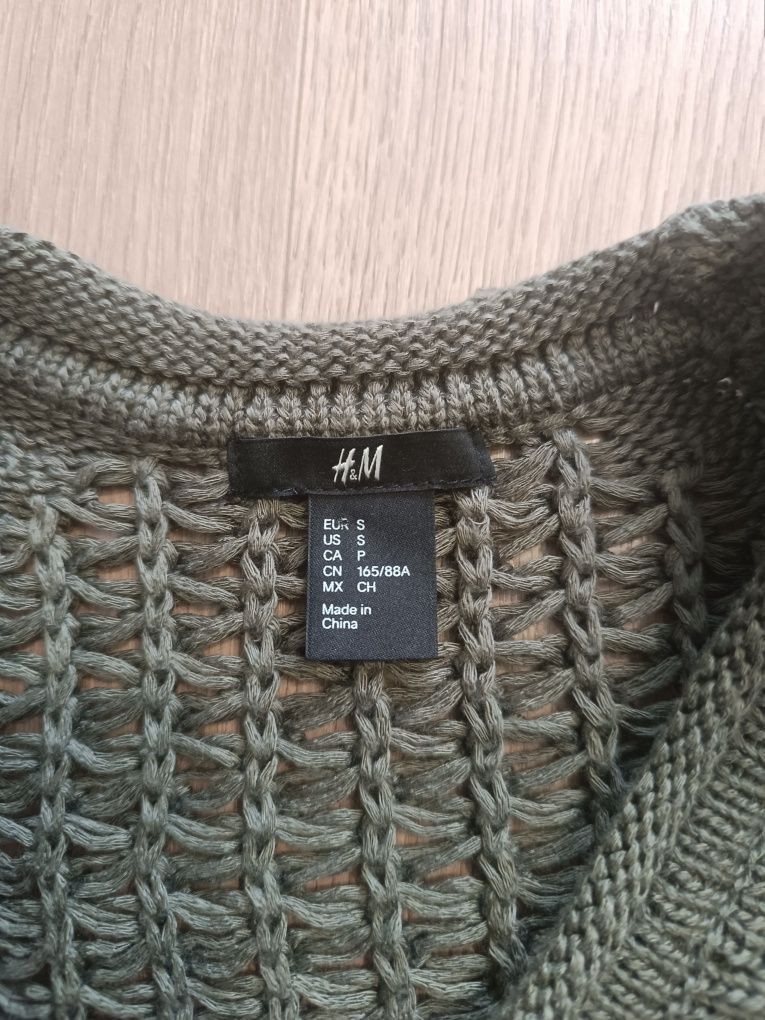 H&M
EUR S
US S
CA P
CN 165/88A
MX CH
Made in
China